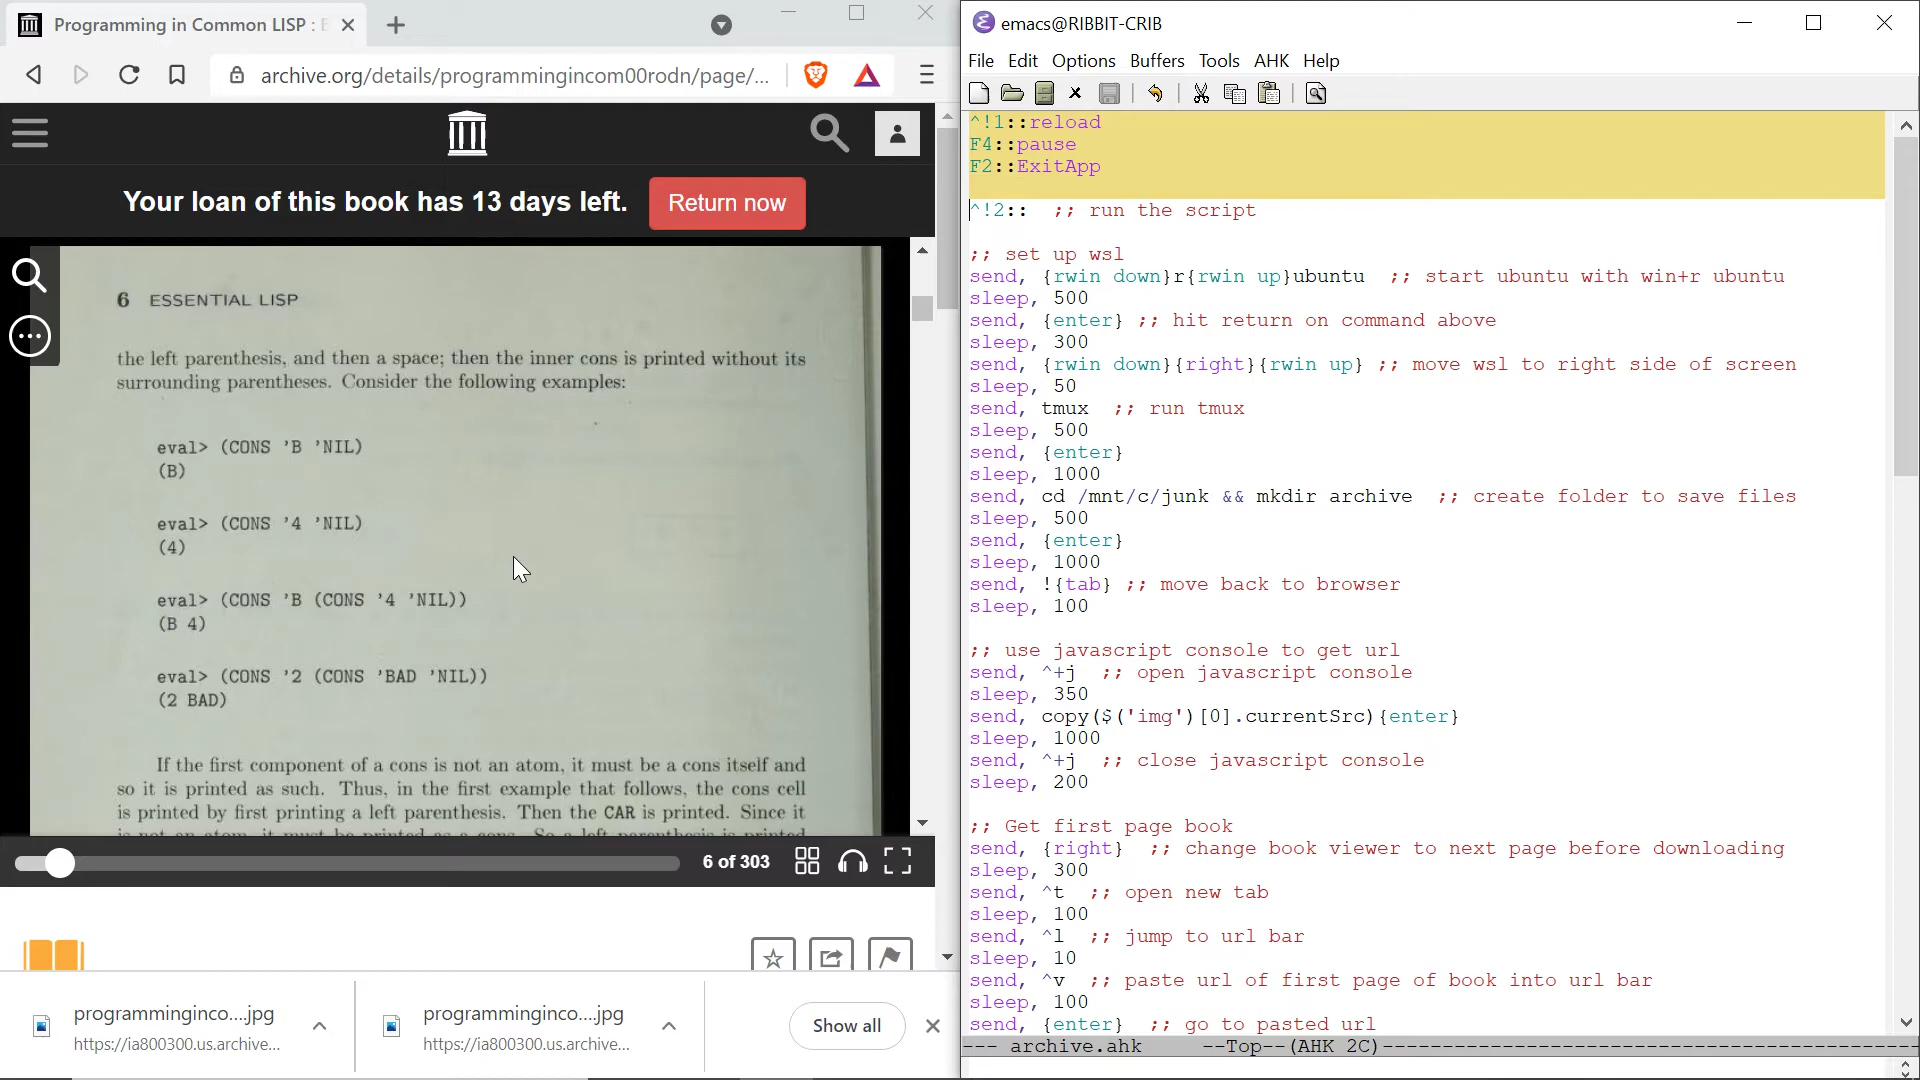 Programming in Common LISP : E
archive.org/details/programmingincom00rodn/page/...
Your loan of this book has 13 days left.
Return now
6 ESSENTIAL LISP
the left parenthesis, and then a space; then the inner cons is printed without its
surrounding parentheses. Consider the following examples:
eval> (CONS 'B 'NIL)
(B)
eval> (CONS '4 'NIL)
(4)
eval> (CONS 'B (CONS '4 'NIL))
(B 4)
eval> (CONS '2 (CONS 'BAD 'NIL))
(2 BAD)
If the first component of a cons is not an atom, it must be a cons itself and
so it is printed as such. Thus, in the first example that follows, the cons cell
is printed by first printing a left parenthesis. Then the CAR is printed. Since it
is not an atom, it must be printed as a cons. So a left parenthesis is printed
6 of 303
programminginco....jpg
https://ia800300.us.archive...
programminginco....jpg
https://ia800300.us.archive...
Show all
emacs@RIBBIT-CRIB
File Edit Options Buffers Tools AHK Help
^!1::reload
F4::pause
F2::ExitApp
^!2:: ;; run the script
;; set up wsl
send, {rwin down}r{rwin up}ubuntu ;; start ubuntu with win+r ubuntu
sleep, 500
send, {enter} ;; hit return on command above
sleep, 300
send, {rwin down}{right}{rwin up} ;; move wsl to right side of screen
sleep, 50
send, tmux ;; run tmux
sleep, 500
send, {enter}
sleep, 1000
send, cd /mnt/c/junk && mkdir archive ;; create folder to save files
sleep, 500
send, {enter}
sleep, 1000
send, !{tab} ;; move back to browser
sleep, 100
;; use javascript console to get url
send, ^+j ;; open javascript console
sleep, 350
send, copy($('img')[0].currentSrc){enter}
sleep, 1000
send, ^+j ;; close javascript console
sleep, 200
;; Get first page book
send, {right} ;; change book viewer to next page before downloading
sleep, 300
send, ^t ;; open new tab
sleep, 100
send, ^l ;; jump to url bar
sleep, 10
send, ^v ;; paste url of first page of book into url bar
sleep, 100
send, {enter} ;; go to pasted url
--- archive.ahk --Top--(AHK 2C)---